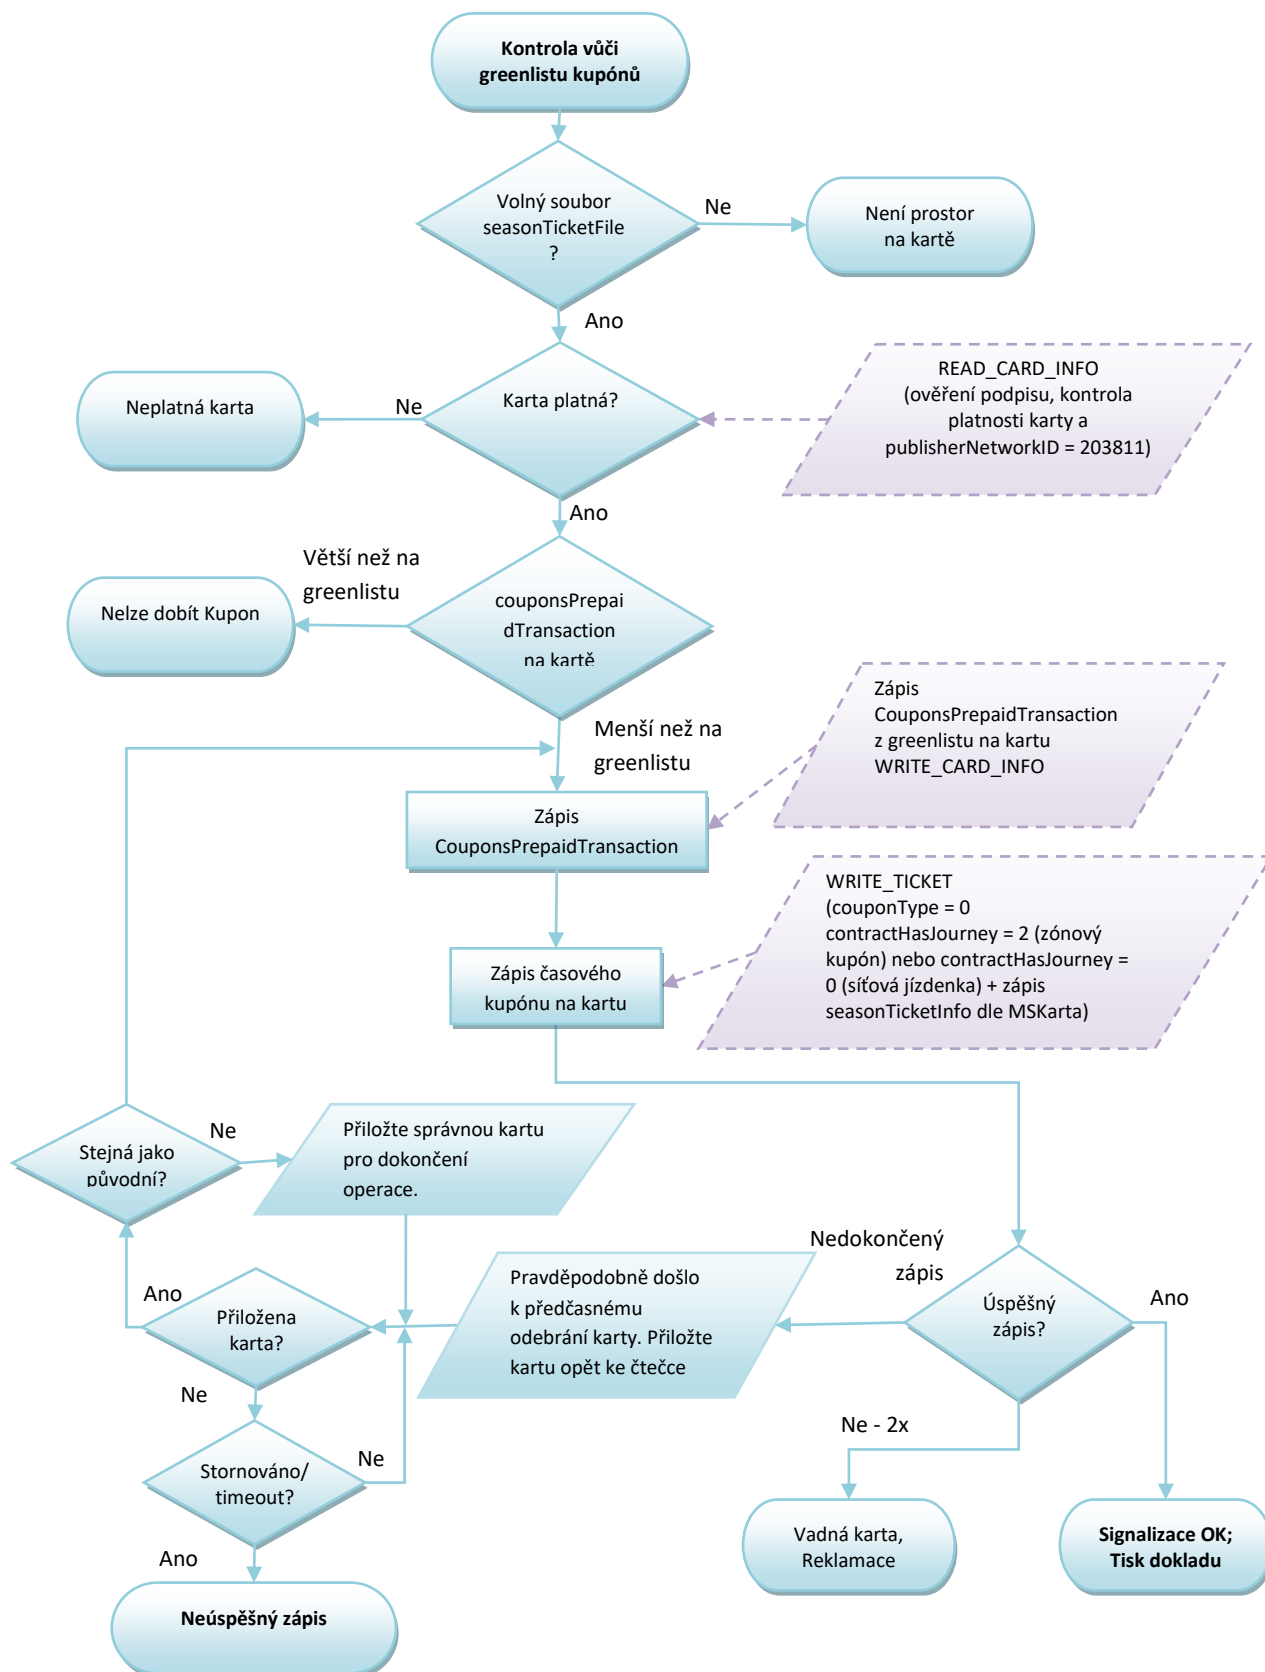 Kontrola vůči
greenlistu kupónů
Volný soubor
seasonTicketFile
?
Ne
Není prostor
na kartě
Ano
READ_CARD_INFO
(ověření podpisu, kontrola
platnosti karty a
publisherNetworkID = 203811)
Karta platná?
Ne
Neplatná karta
Ano
Větší než na
greenlistu
Nelze dobít Kupon
couponsPrepai
dTransaction
na kartě
Menší než na
greenlistu
Zápis
CouponsPrepaidTransaction
z greenlistu na kartu
WRITE_CARD_INFO
Zápis
CouponsPrepaidTransaction
WRITE_TICKET
(couponType = 0
contractHasJourney = 2 (zónový
kupón) nebo contractHasJourney =
0 (síťová jízdenka) + zápis
seasonTicketInfo dle MSKarta)
Zápis časového
kupónu na kartu
Stejná jako
původní?
Ne
Přiložte správnou kartu
pro dokončení
operace.
Nedokončený
zápis
Úspěšný
zápis?
Ano
Pravděpodobně došlo
k předčasnému
odebrání karty. Přiložte
kartu opět ke čtečce
Ano
Přiložena
karta?
Ne
Ne - 2x
Stornováno/
timeout?
Ne
Vadná karta,
Reklamace
Signalizace OK;
Tisk dokladu
Ano
Neúspěšný zápis